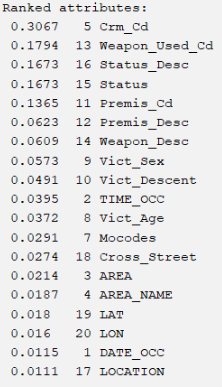 Ranked attributes:
0.3067 5 Crm_Cd
0.1794 13 Weapon_Used_Cd
0.1673 16 Status_Desc
0.1673 15 Status
0.1365 11 Premis_Cd
0.0623 12 Premis_Desc
0.0609 14 Weapon_Desc
0.0573 9 Vict_Sex
0.0491 10 Vict_Descent
0.0395 2 TIME_OCC
0.0372 8 Vict_Age
0.0291 7 Mocodes
0.0274 18 Cross_Street
0.0214 3 AREA
0.0187 4 AREA_NAME
0.018 19 LAT
0.016 20 LON
0.0115 1 DATE_OCC
0.0111 17 LOCATION